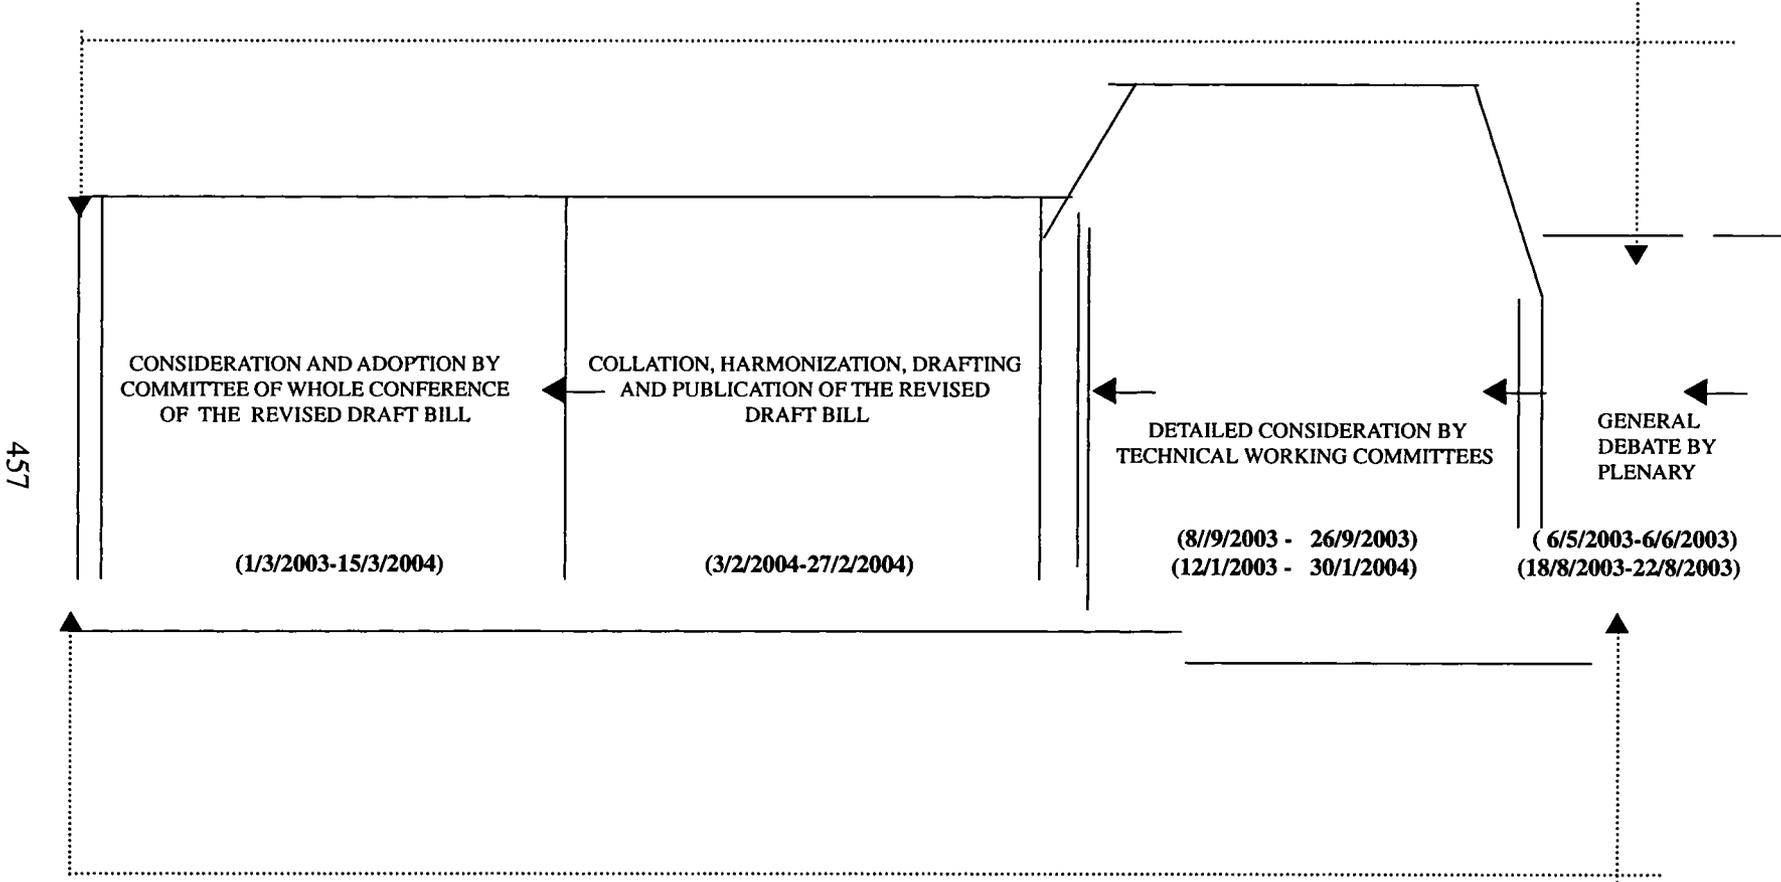 CONSIDERATION AND ADOPTION BY
COMMITTEE OF WHOLE CONFERENCE
OF THE REVISED DRAFT BILL
(1/3/2003-15/3/2004)
COLLATION, HARMONIZATION, DRAFTING
AND PUBLICATION OF THE REVISED
DRAFT BILL
(3/2/2004-27/2/2004)
DETAILED CONSIDERATION BY
TECHNICAL WORKING COMMITTEES
(8//9/2003 - 26/9/2003)
(12/1/2003 - 30/1/2004)
GENERAL
DEBATE BY
PLENARY
( 6/5/2003-6/6/2003)
(18/8/2003-22/8/2003)
457